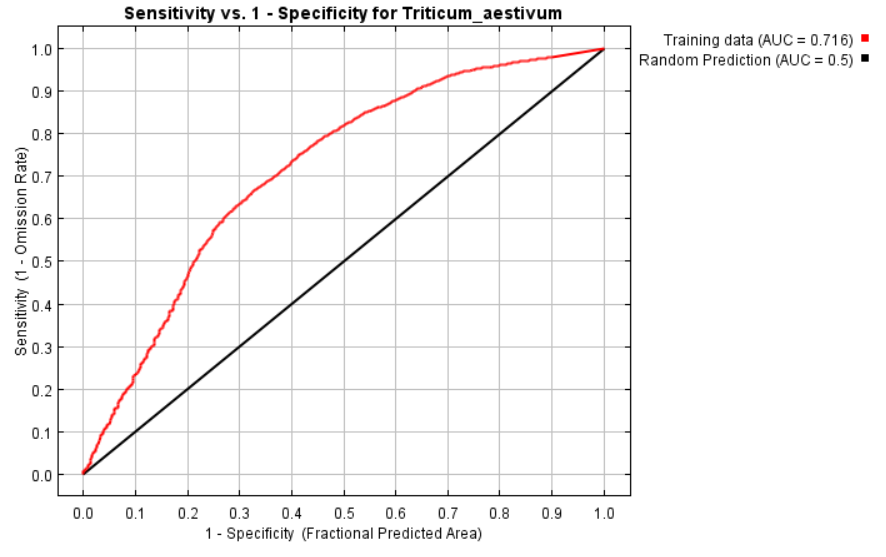 Sensitivity vs. 1 - Specificity for Triticum_aestivum
Training data (AUC = 0.716)
Random Prediction (AUC = 0.5)
Sensitivity (1 - Omission Rate)
1.0
0.9
0.8
0.7
0.6
0.5
0.4
0.3
0.2
0.1
0.0
0.0 0.1 0.2 0.3 0.4 0.5 0.6 0.7 0.8 0.9 1.0
1 - Specificity (Fractional Predicted Area)